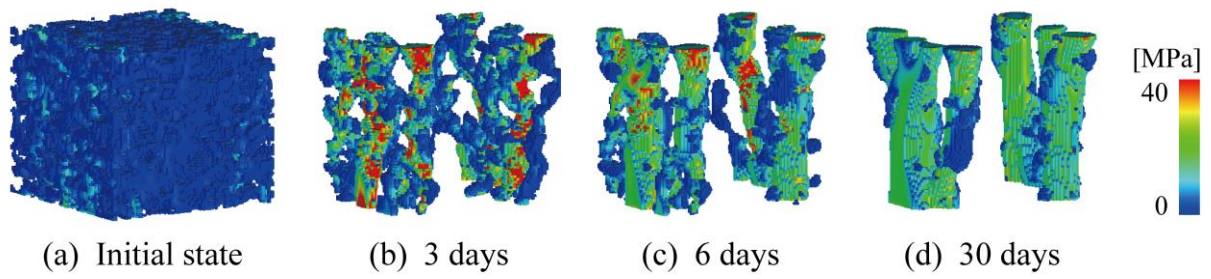 [MPa]
40
0
(a) Initial state
(b) 3 days
(c) 6 days
(d) 30 days